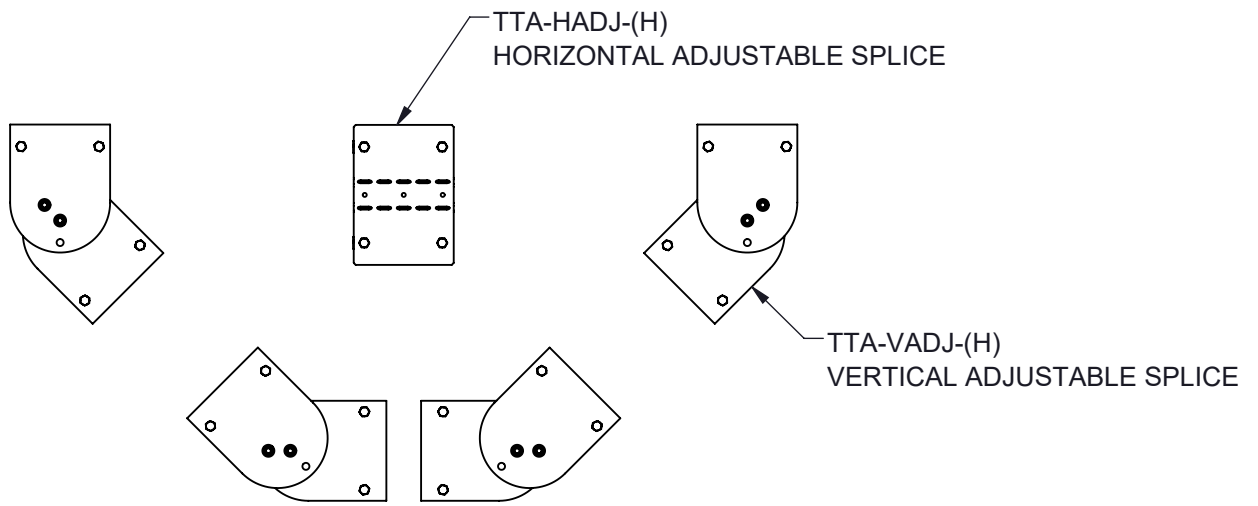 TTA-HADJ-(H)
HORIZONTAL ADJUSTABLE SPLICE
TTA-VADJ-(H)
VERTICAL ADJUSTABLE SPLICE